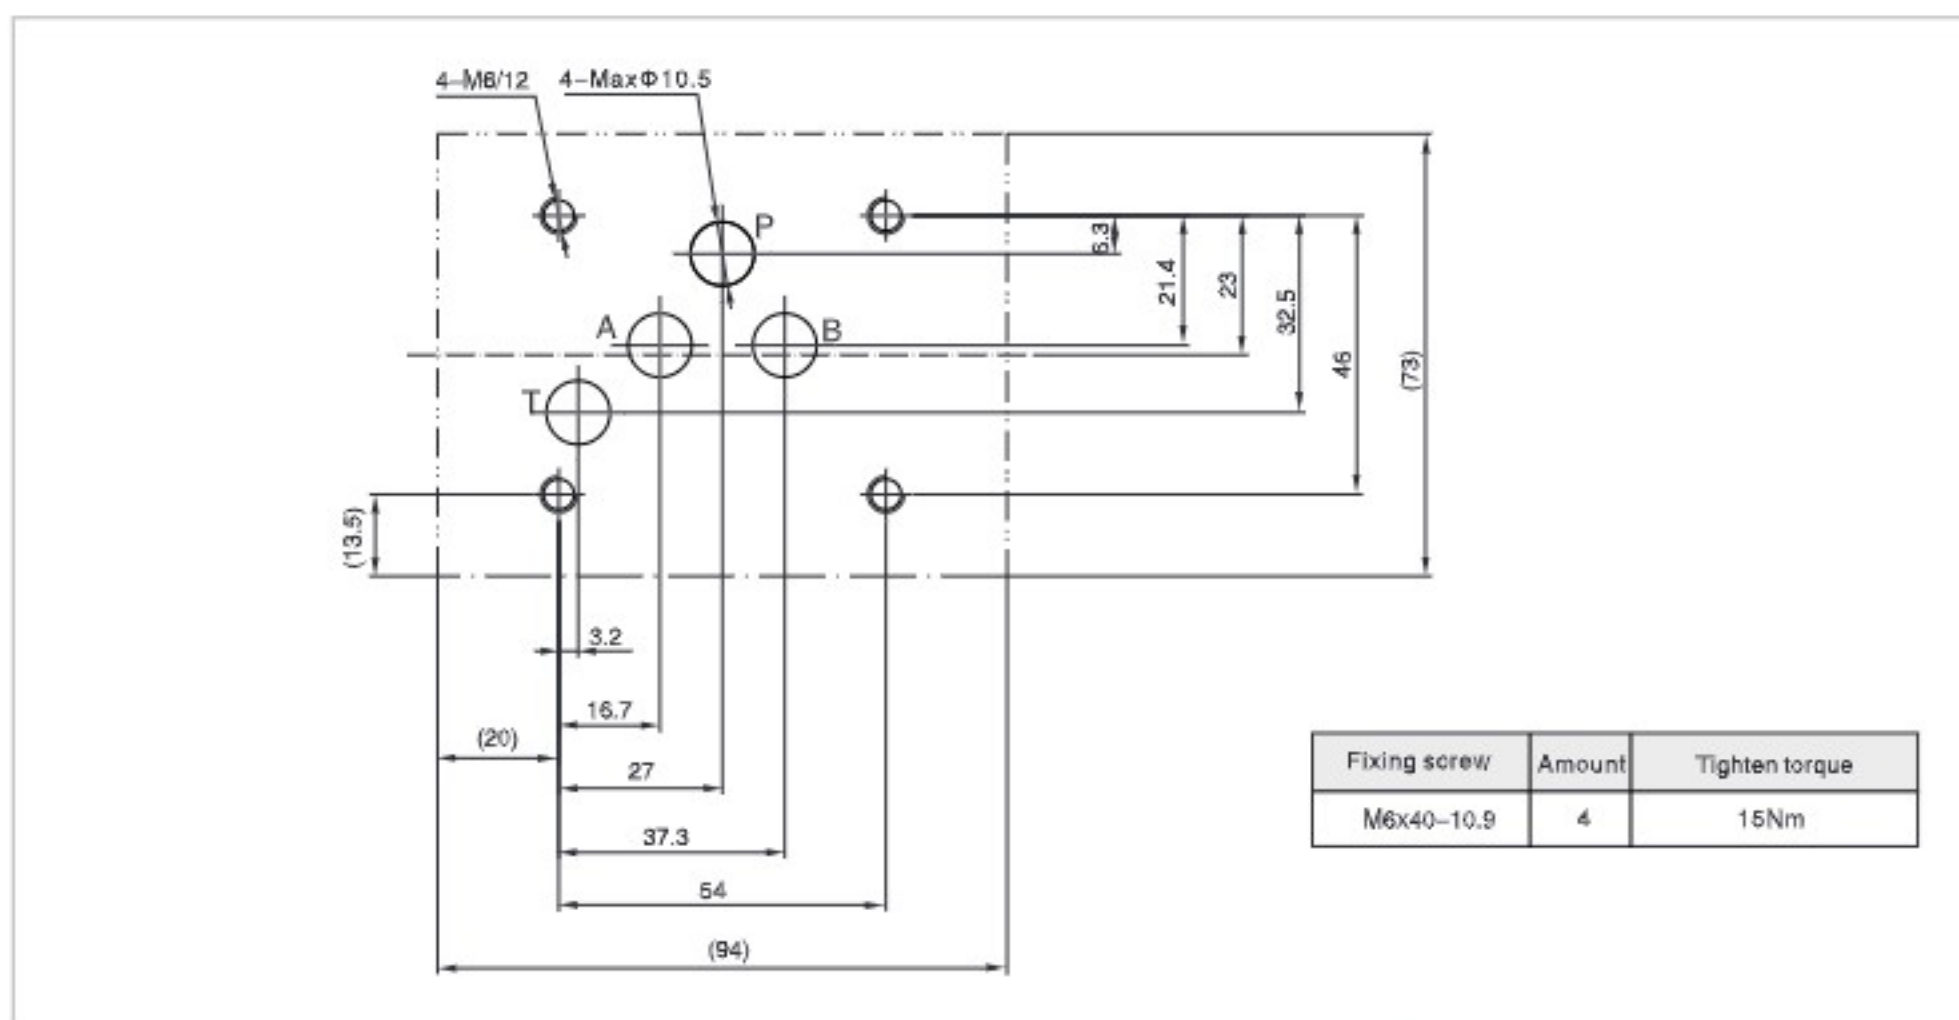 4-M6/12 4-MaxΦ10.5
P
6.3
A B
21.4
23
32.5
46
(73)
T
(13.5)
3.2
16.7
(20)
27
37.3
54
(94)
Fixing screw Amount Tighten torque
M6x40-10.9 4 15Nm